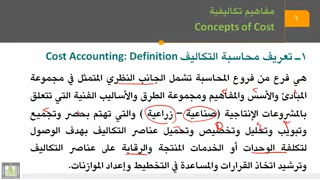 مفاهيم تكاليفية
Concepts of Cost
١
١ـ تعريف محاسبة التكاليف Cost Accounting: Definition
هي فرع من فروع المحاسبة تشمل الجانب النظري المتمثل في مجموعة
المبادئ والأسس والمفاهيم ومجموعة الطرق والأساليب الفنية التي تتعلق
بالمشروعات الإنتاجية (صناعية – زراعية) والتي تهتم بحصر وتجميع
وتبويب وتحليل وتخصيص وتحميل عناصر التكاليف بهدف الوصول
لتكلفة الوحدات أو الخدمات المنتجة والرقابة على عناصر التكاليف
وترشيد اتخاذ القرارات والمساعدة في التخطيط وإعداد الموازنات.